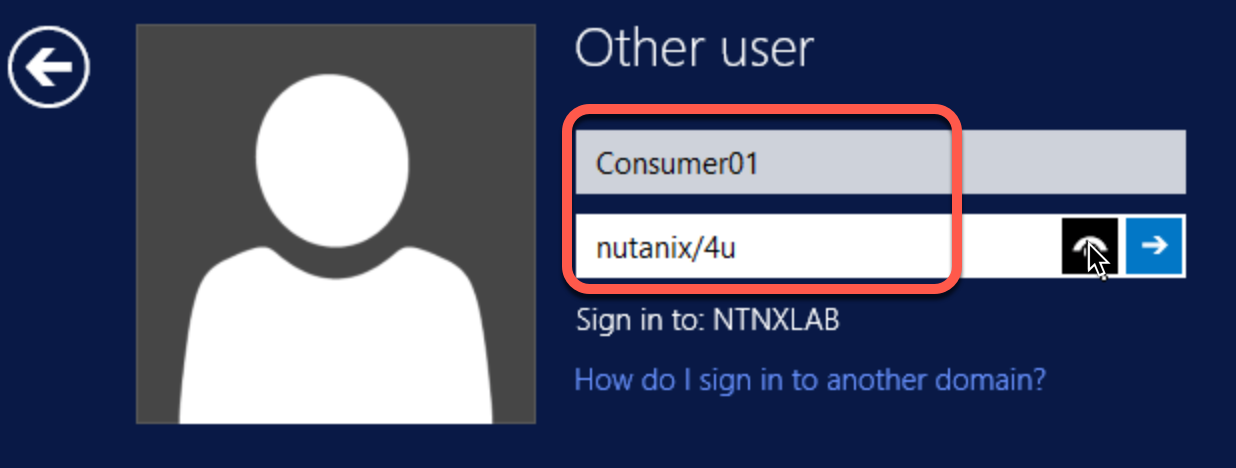 Other user
Consumer01
nutanix/4u
Sign in to: NTNXLAB
How do I sign in to another domain?